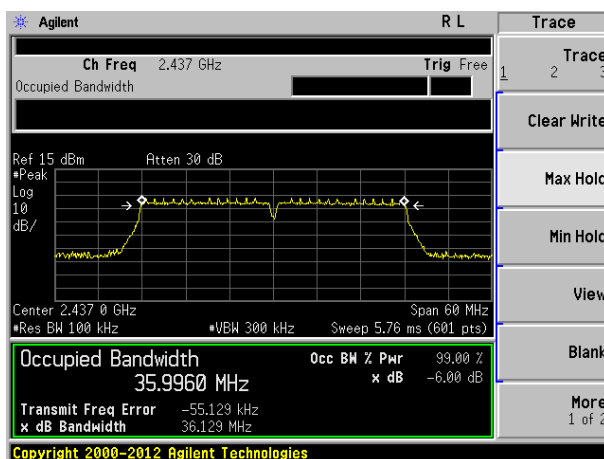 Agilent R L Trace
Ch Freq 2.437 GHz Trig Free
Occupied Bandwidth
Trace
1 2 3
Clear Write
Max Hold
Min Hold
View
Blank
More
1 of 2
Ref 15 dBm Atten 30 dB
#Peak
Log
10
dB/
Center 2.437 0 GHz Span 60 MHz
#Res BW 100 kHz #VBW 300 kHz Sweep 5.76 ms (601 pts)
Occupied Bandwidth Occ BW % Pwr 99.00 %
35.9960 MHz x dB -6.00 dB
Transmit Freq Error -55.129 kHz
x dB Bandwidth 36.129 MHz
Copyright 2000-2012 Agilent Technologies